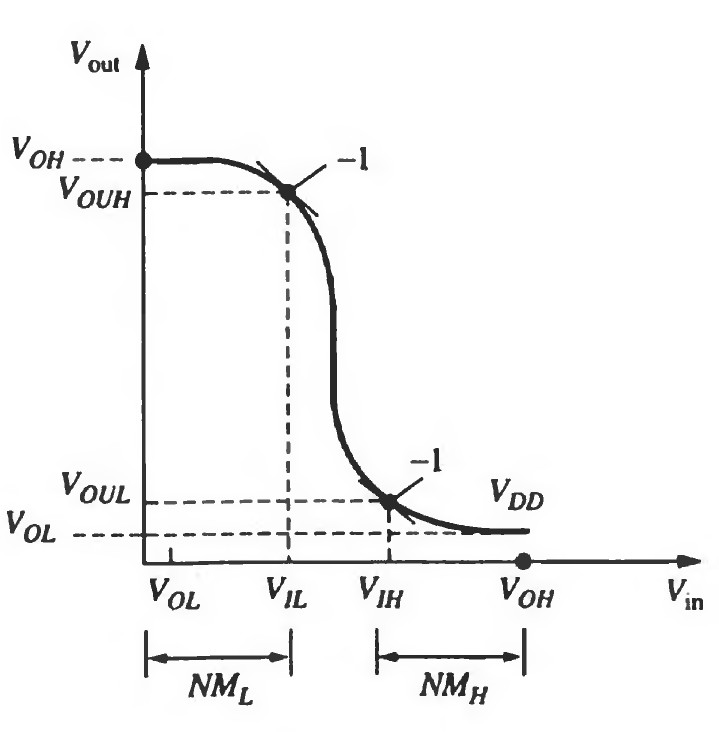 V_out
V_OH
-1
V_OUH
-1
V_OUL
V_DD
V_OL
V_OL V_IL V_IH V_OH V_in
NM_L NM_H